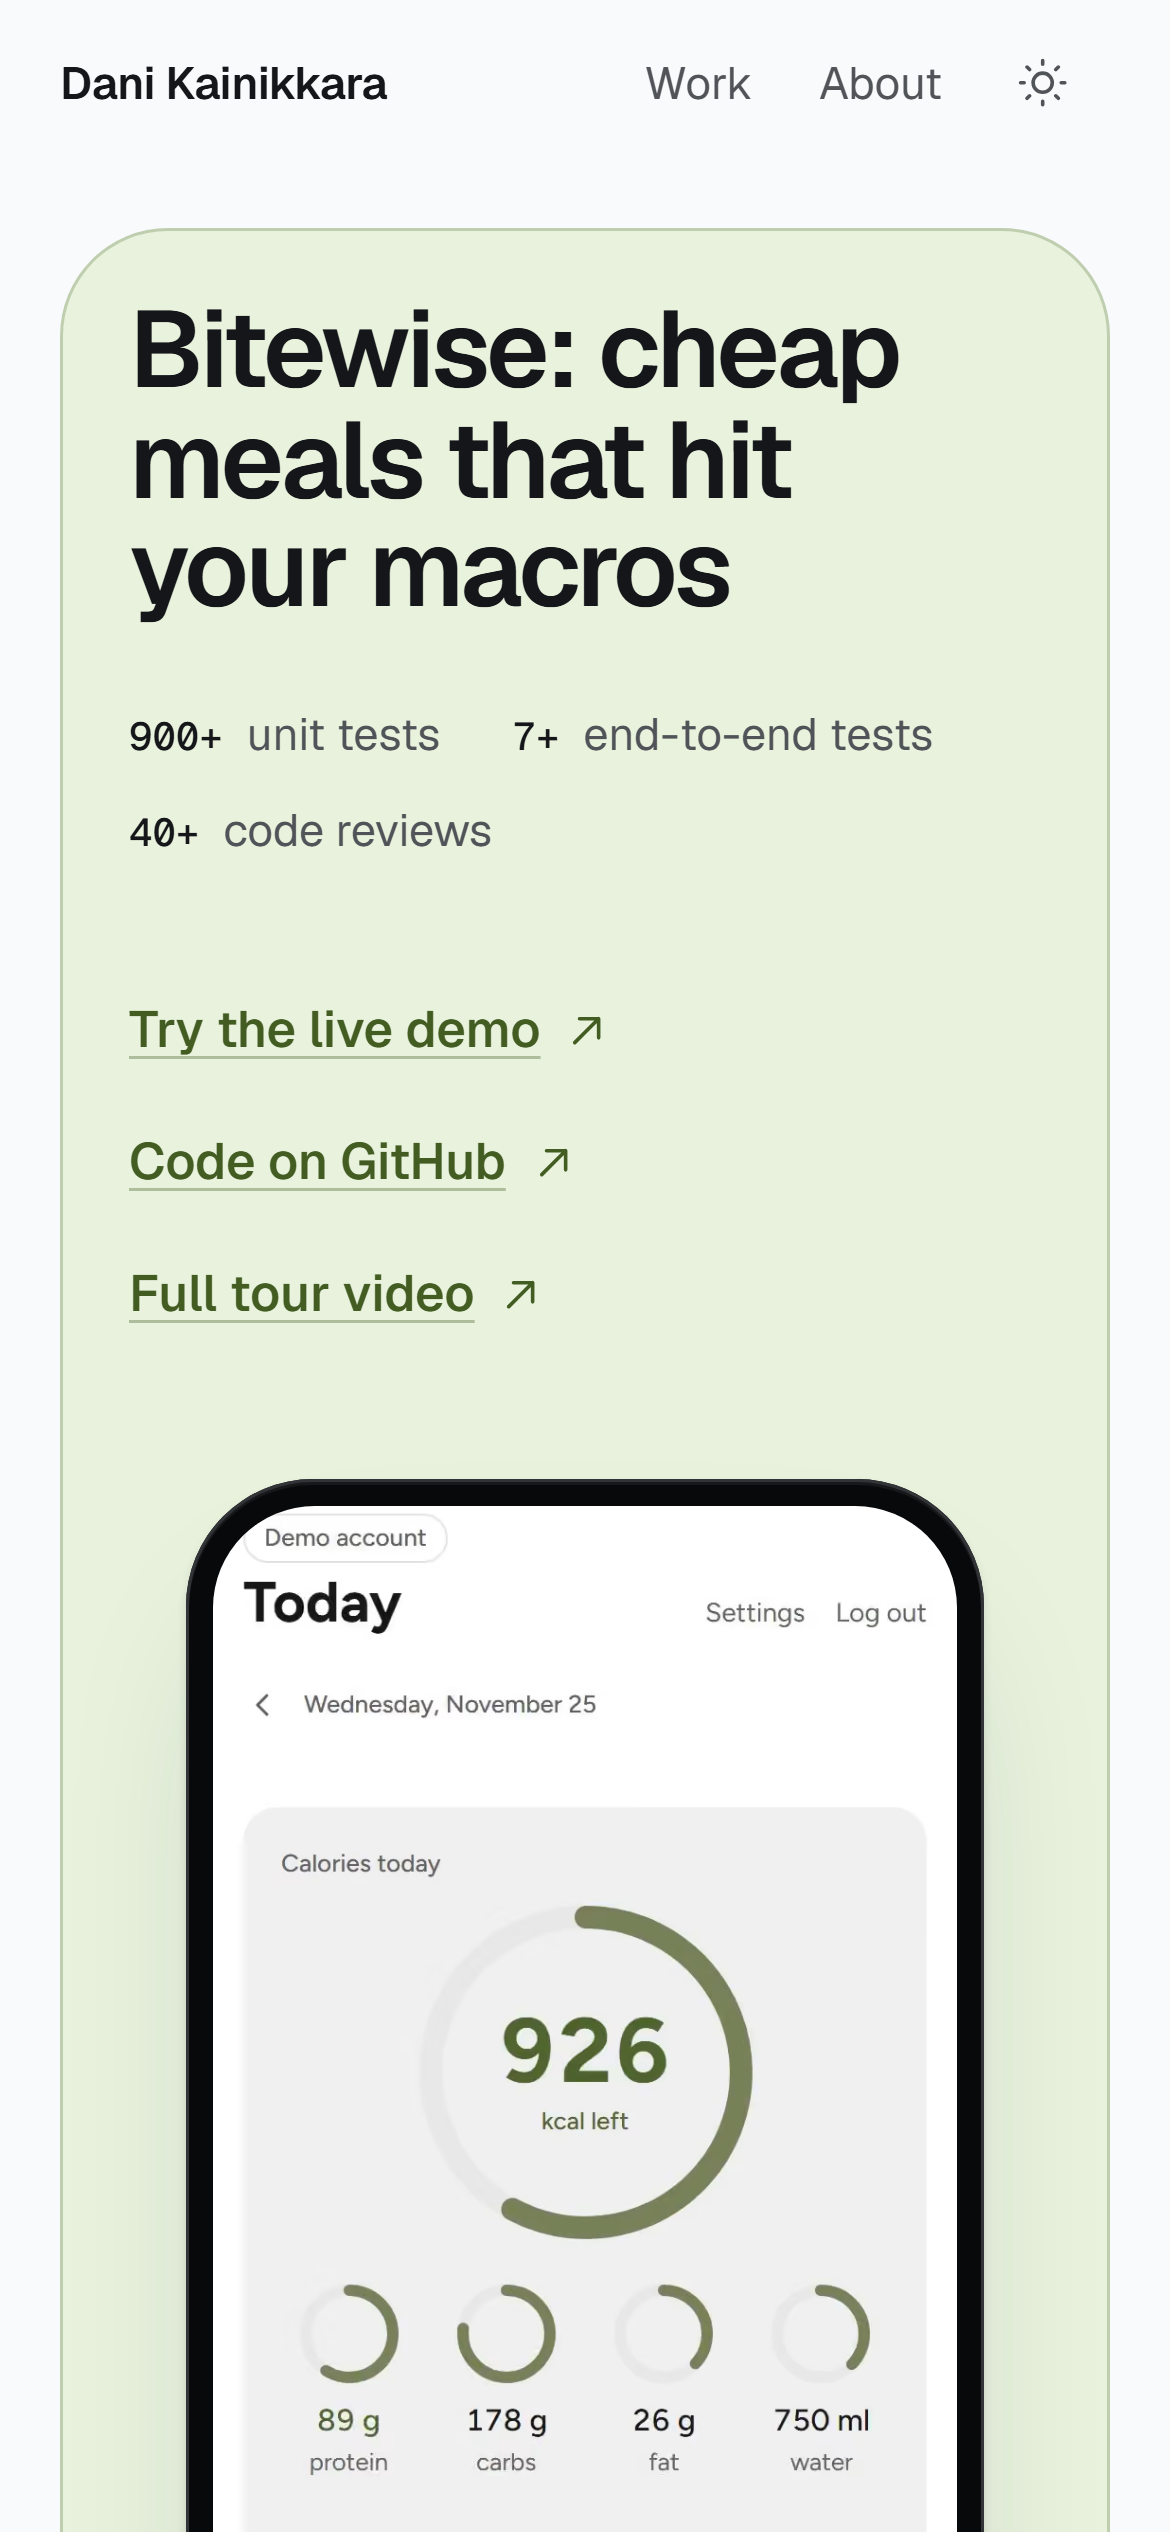 Dani Kainikkara Work About
Bitewise: cheap
meals that hit
your macros
900+ unit tests 7+ end-to-end tests
40+ code reviews
Try the live demo ↗
Code on GitHub ↗
Full tour video ↗
Demo account
Today Settings Log out
Wednesday, November 25
Calories today
926
kcal left
89 g 178 g 26 g 750 ml
protein carbs fat water